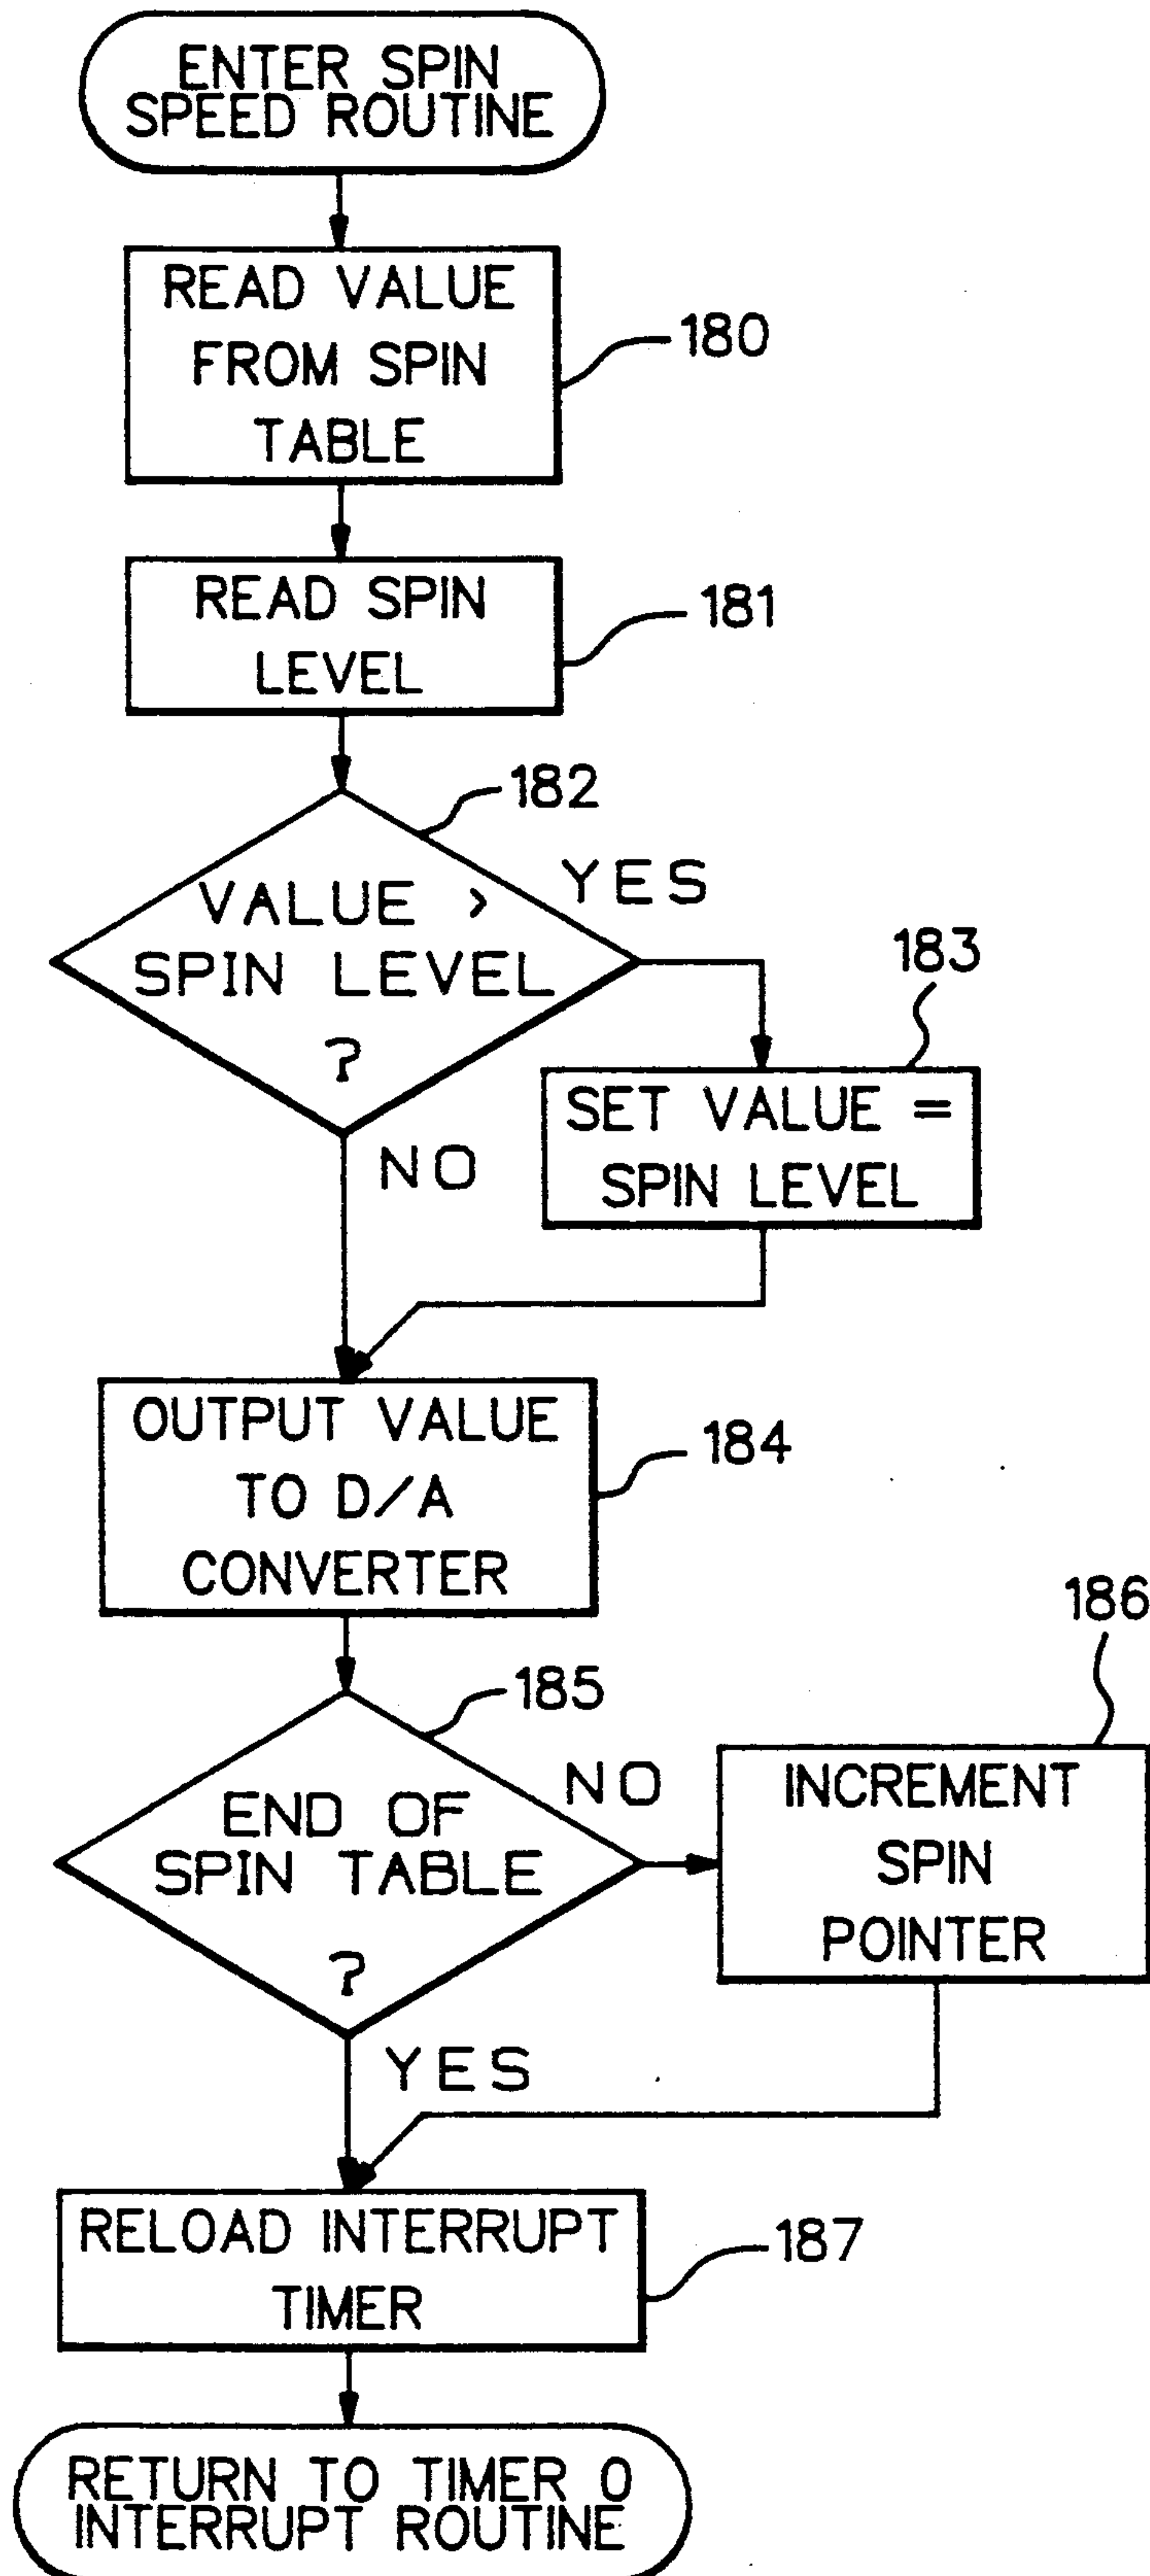 ENTER SPIN
SPEED ROUTINE
READ VALUE
FROM SPIN
TABLE
180
READ SPIN
LEVEL
181
182
VALUE >
SPIN LEVEL
?
YES
NO
183
SET VALUE =
SPIN LEVEL
OUTPUT VALUE
TO D/A
CONVERTER
184
185
END OF
SPIN TABLE
?
NO
YES
186
INCREMENT
SPIN
POINTER
RELOAD INTERRUPT
TIMER
187
RETURN TO TIMER 0
INTERRUPT ROUTINE